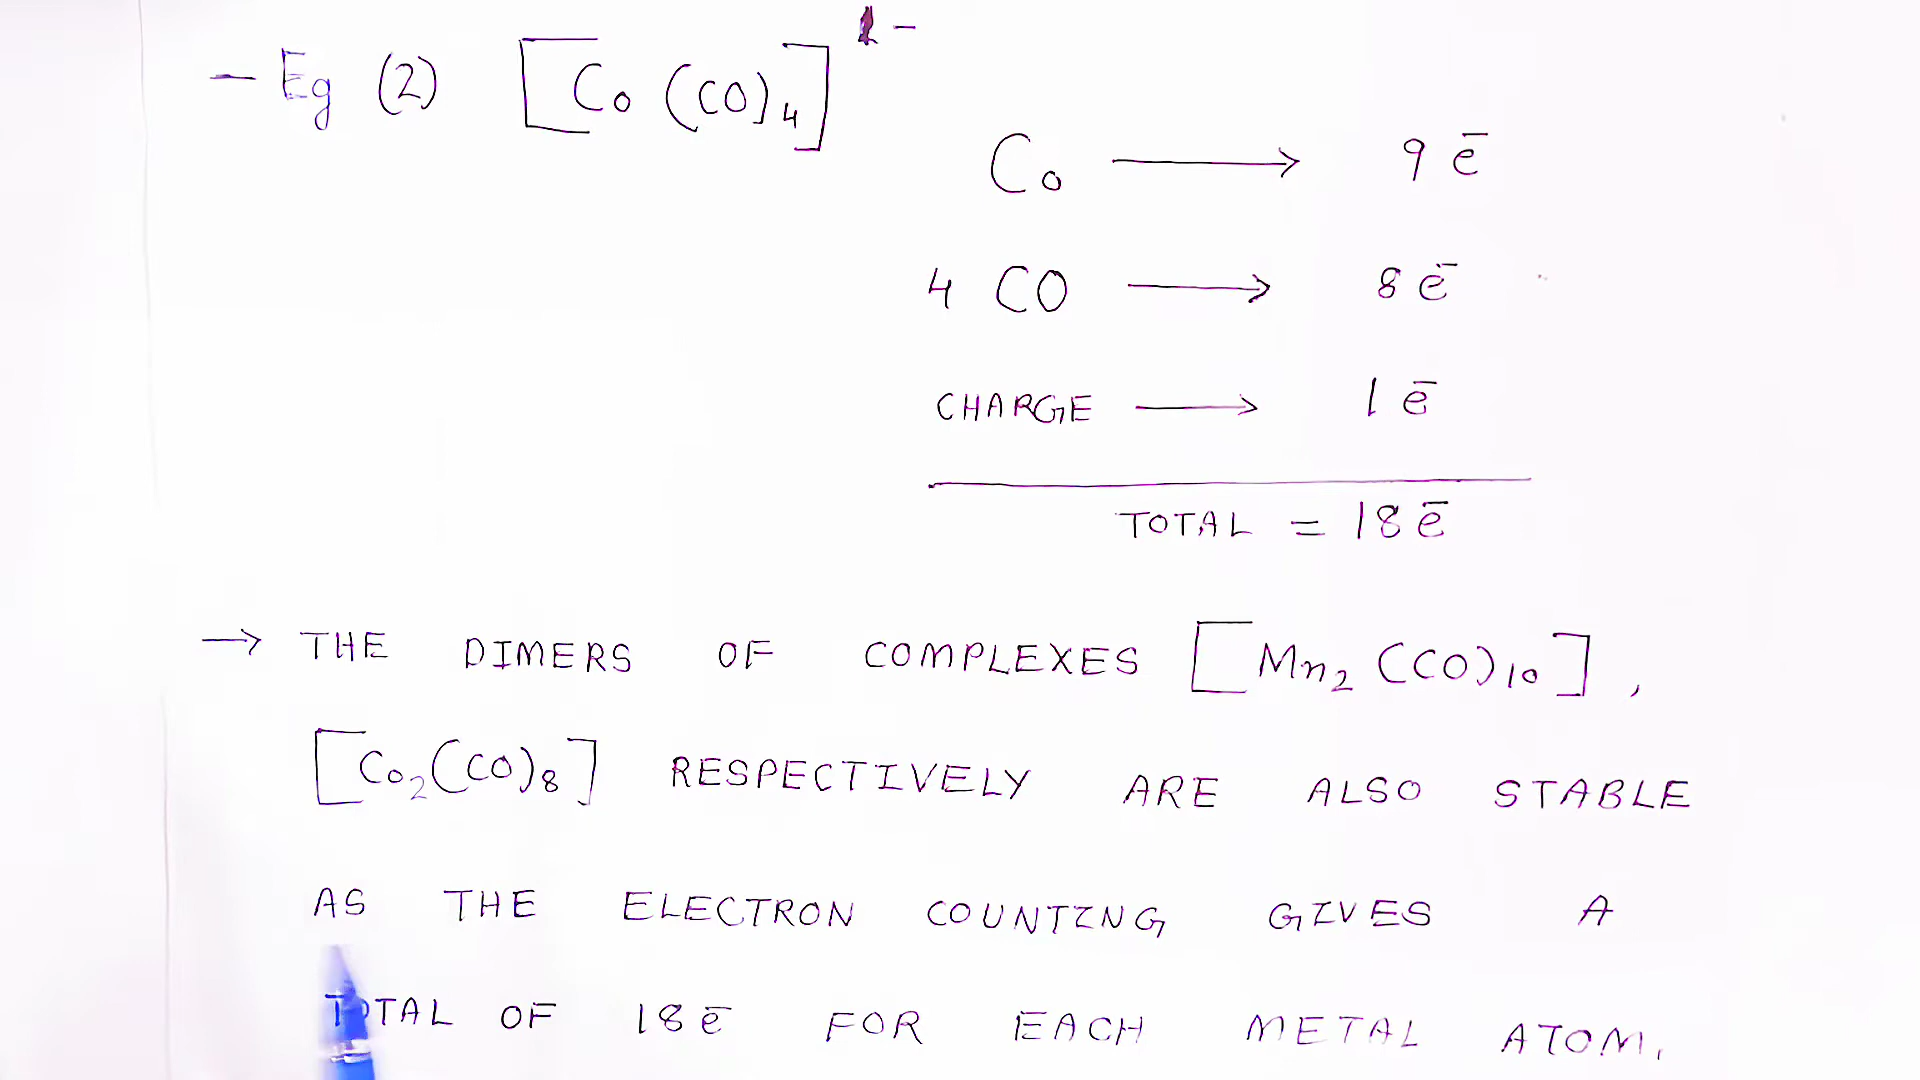 - Eg (2) [Co(CO)4]1-
Co → 9 ē
4 CO → 8 ē
CHARGE → 1 ē
TOTAL = 18 ē
→ THE DIMERS OF COMPLEXES [Mn2(CO)10],
[Co2(CO)8] RESPECTIVELY ARE ALSO STABLE
AS THE ELECTRON COUNTING GIVES A
TOTAL OF 18 ē FOR EACH METAL ATOM.